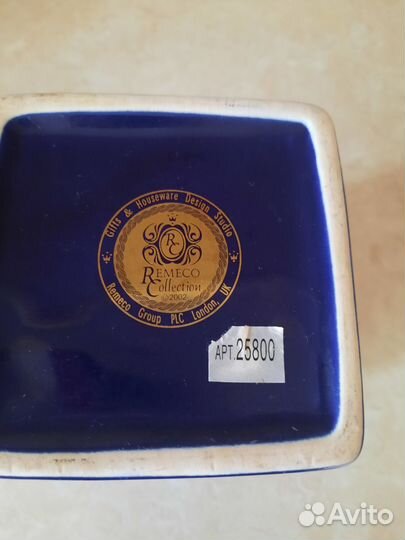 Gifts & Houseware Design Studio
RC
REMECO
Collection
©2002
Remeco Group PLC London, UK
АРТ.25800
Avito